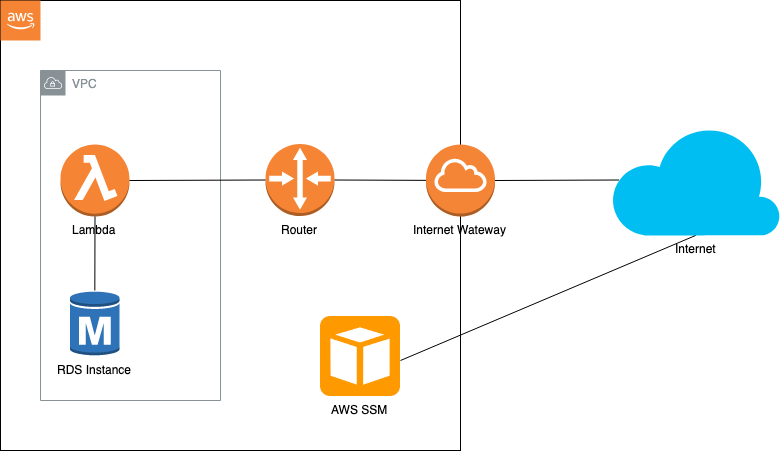 aws
VPC
Lambda
Router
Internet Wateway
Internet
M
RDS Instance
AWS SSM